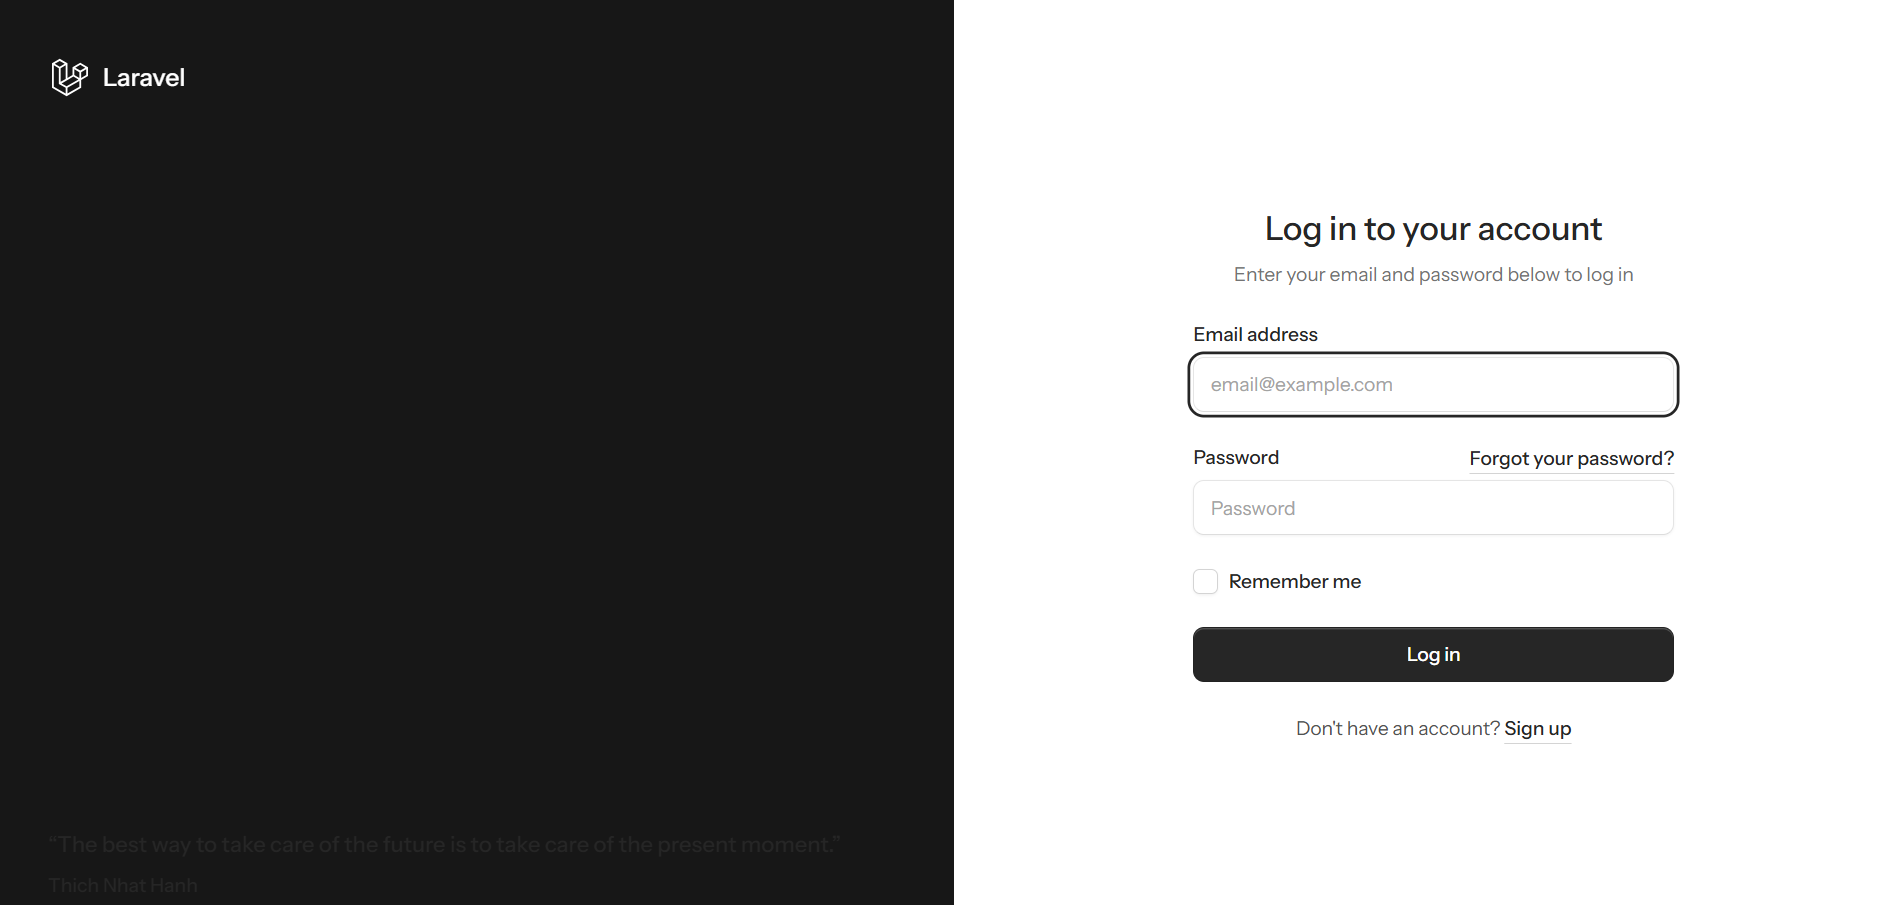 Laravel
“The best way to take care of the future is to take care of the present moment.”
Thich Nhat Hanh
Log in to your account
Enter your email and password below to log in
Email address
email@example.com
Password Forgot your password?
Password
Remember me
Log in
Don't have an account? Sign up